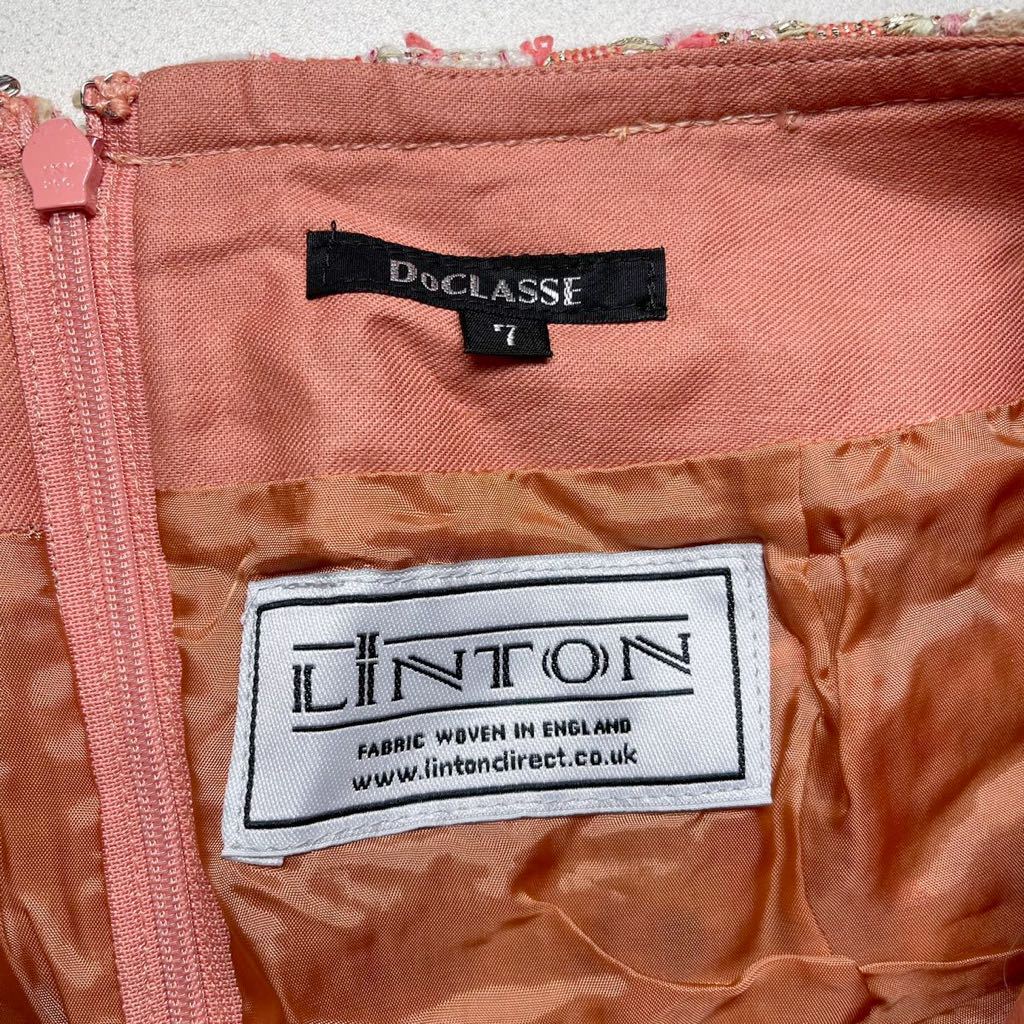 DoCLASSE
7
LINTON
FABRIC WOVEN IN ENGLAND
www.lintondirect.co.uk